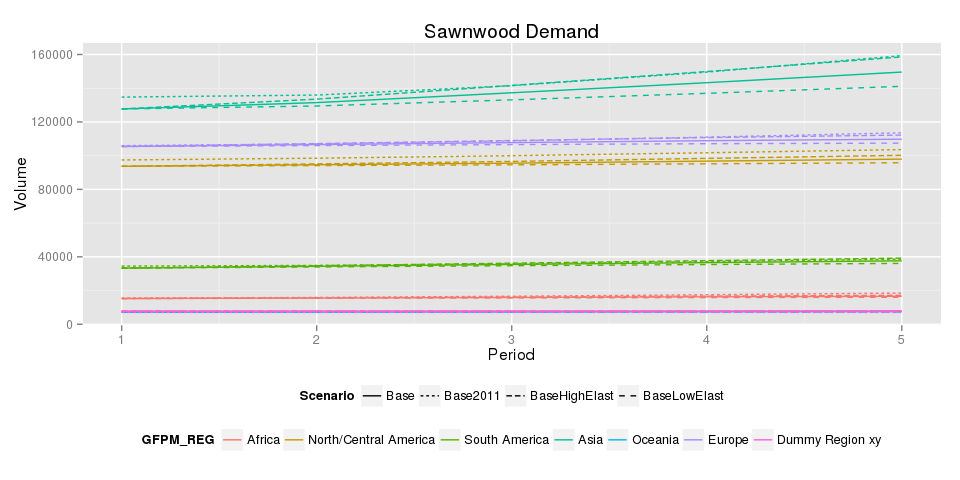 Sawnwood Demand
160000
120000
80000
40000
0
Volume
1 2 3 4 5
Period
Scenario Base Base2011 BaseHighElast BaseLowElast
GFPM_REG Africa North/Central America South America Asia Oceania Europe Dummy Region xy